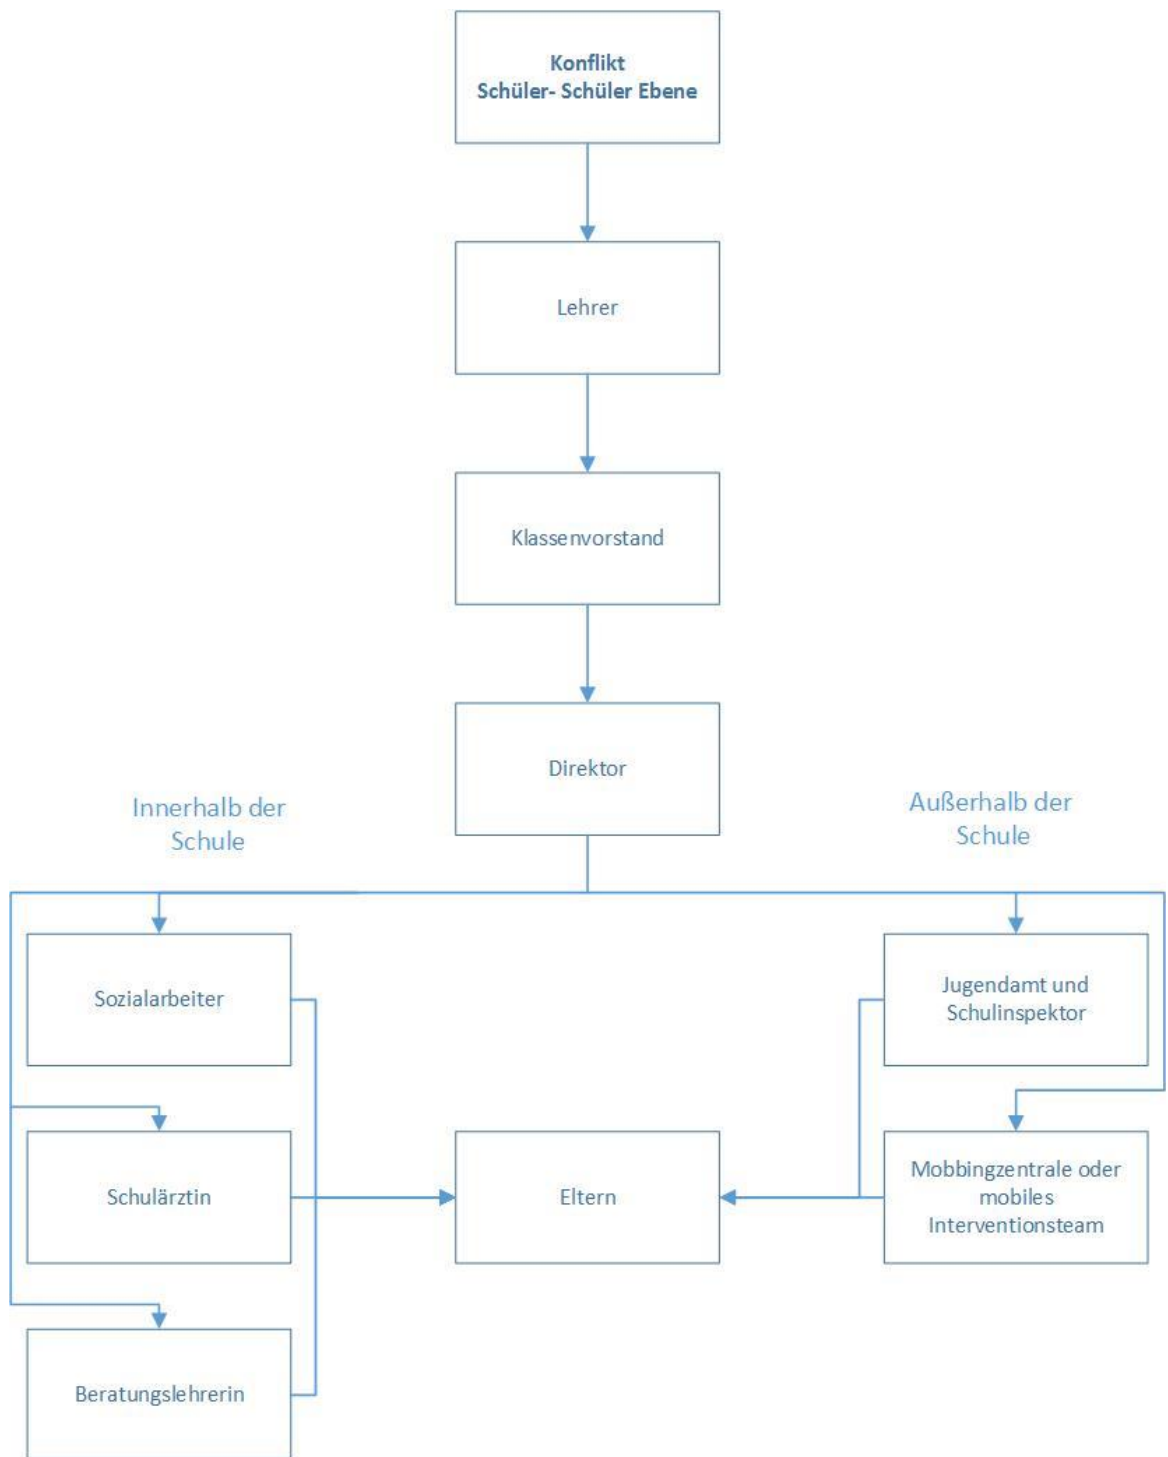 Konflikt
Schüler- Schüler Ebene
Lehrer
Klassenvorstand
Direktor
Innerhalb der
Schule
Außerhalb der
Schule
Sozialarbeiter
Jugendamt und
Schulinspektor
Schulärztin
Eltern
Mobbingzentrale oder
mobiles
Interventionsteam
Beratungslehrerin